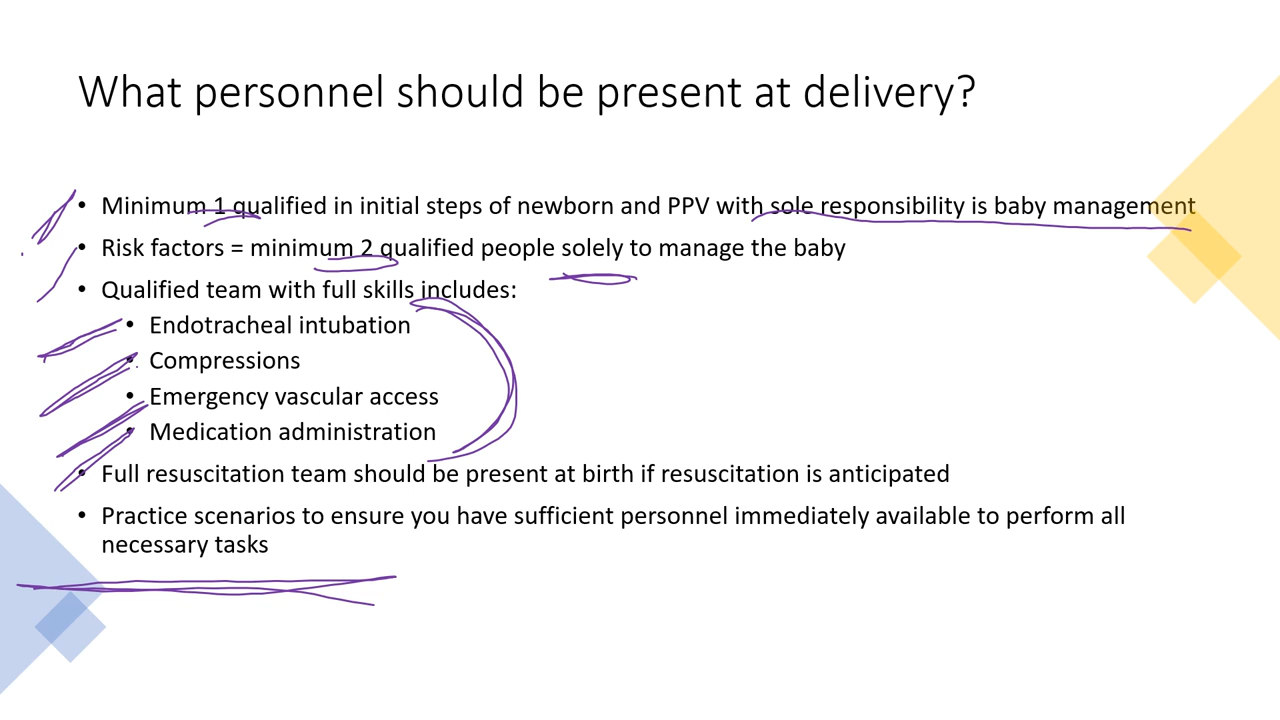 What personnel should be present at delivery?
• Minimum 1 qualified in initial steps of newborn and PPV with sole responsibility is baby management
• Risk factors = minimum 2 qualified people solely to manage the baby
• Qualified team with full skills includes:
• Endotracheal intubation
• Compressions
• Emergency vascular access
• Medication administration
• Full resuscitation team should be present at birth if resuscitation is anticipated
• Practice scenarios to ensure you have sufficient personnel immediately available to perform all
necessary tasks